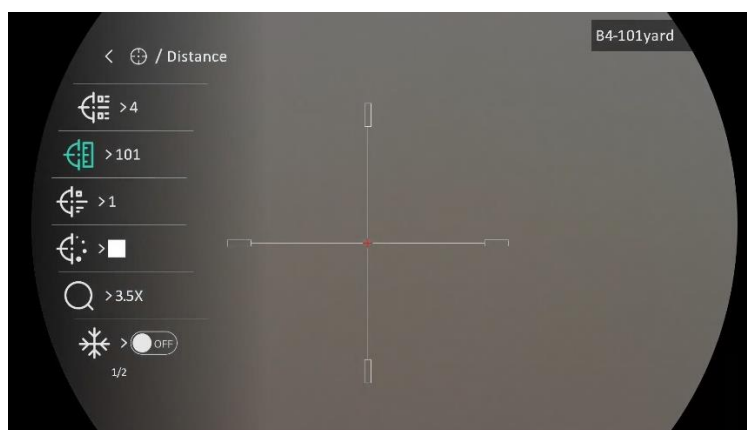 B4-101yard
< / Distance
>4
>101
>1
>
>3.5X
> OFF
1/2